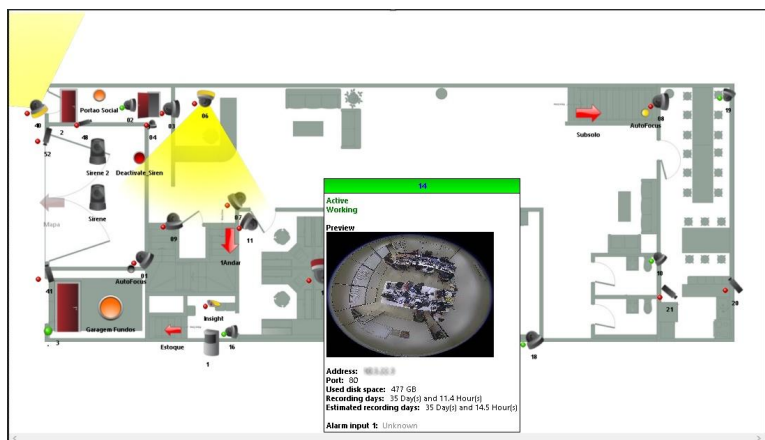 Portao Social
02
03
06
40
2
48
04
52
Sirene 2
Deactivate_Siren
Sirene
Mapa
09
07
11
1Andar
01
AutoFocus
41
Garagem Fundos
3
Insight
Estoque
16
1
Subsolo
AutoFocus
08
19
10
21
20
18
14
Active
Working
Preview
Address:
Port: 80
Used disk space: 477 GB
Recording days: 35 Day(s) and 11.4 Hour(s)
Estimated recording days: 35 Day(s) and 14.5 Hour(s)
Alarm input 1: Unknown